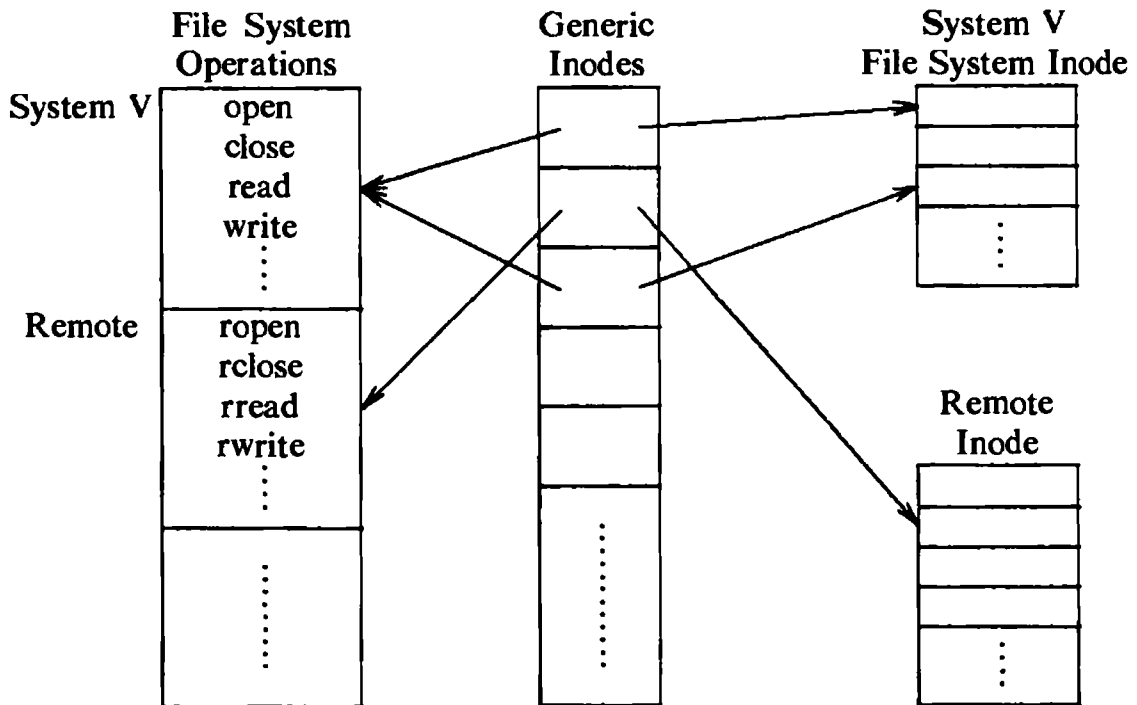 File System
Operations
Generic
Inodes
System V
File System Inode
System V
open
close
read
write
Remote
ropen
rclose
rread
rwrite
Remote
Inode